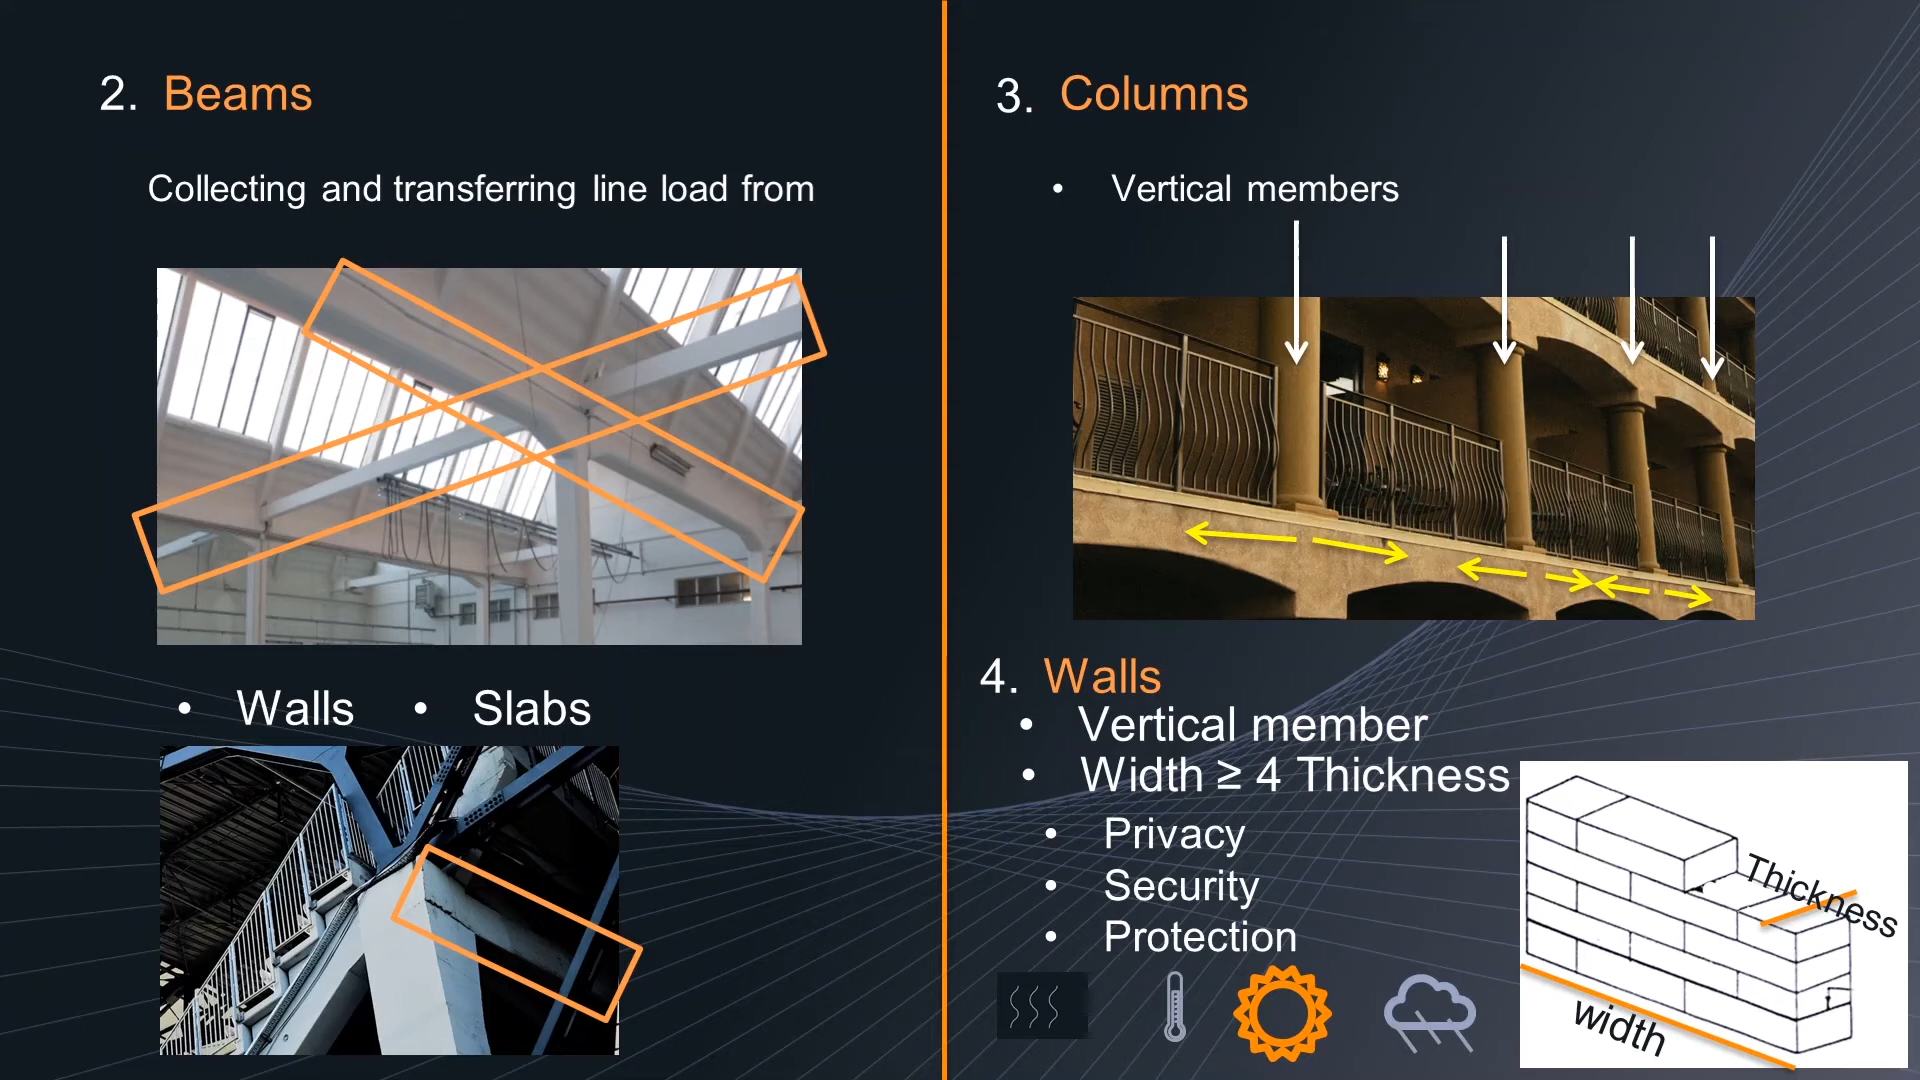 2. Beams
Collecting and transferring line load from
• Walls • Slabs
3. Columns
• Vertical members
4. Walls
• Vertical member
• Width ≥ 4 Thickness
• Privacy
• Security
• Protection
Thickness
width